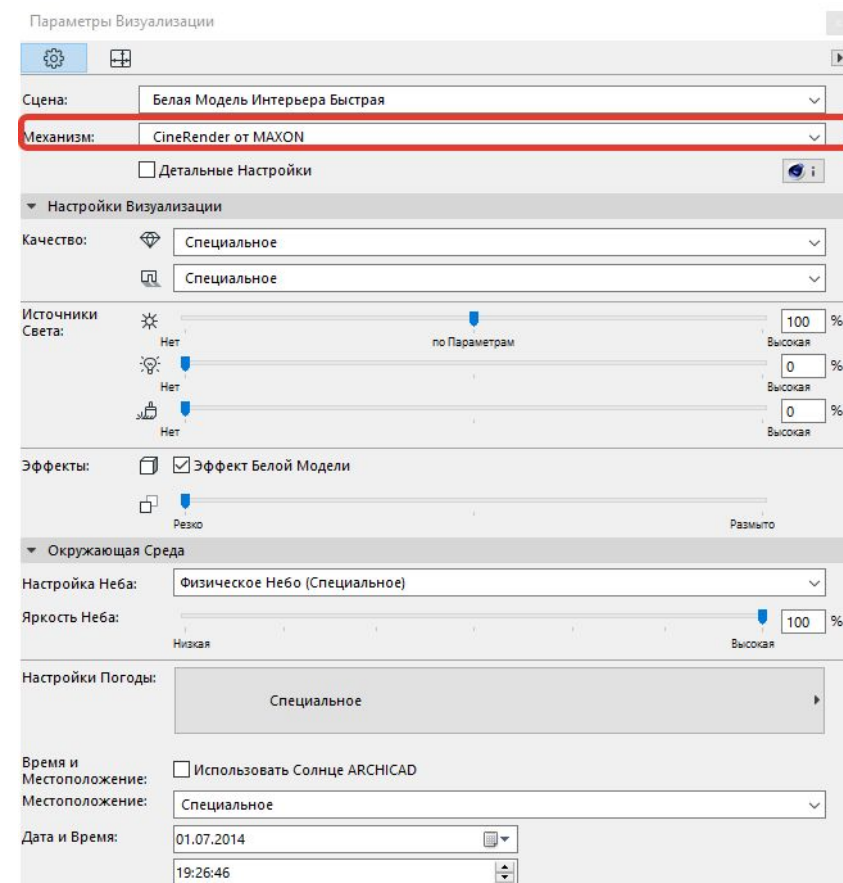 Параметры Визуализации
Сцена: Белая Модель Интерьера Быстрая
Механизм: CineRender от MAXON
Детальные Настройки
i
Настройки Визуализации
Качество: Специальное
Специальное
Источники
Света:
100 %
Нет по Параметрам Высокая
0 %
Нет Высокая
0 %
Нет Высокая
Эффекты: Эффект Белой Модели
Резко Размыто
Окружающая Среда
Настройка Неба: Физическое Небо (Специальное)
Яркость Неба: 100 %
Низкая Высокая
Настройки Погоды: Специальное
Время и
Местоположение: Использовать Солнце ARCHICAD
Местоположение: Специальное
Дата и Время: 01.07.2014
19:26:46